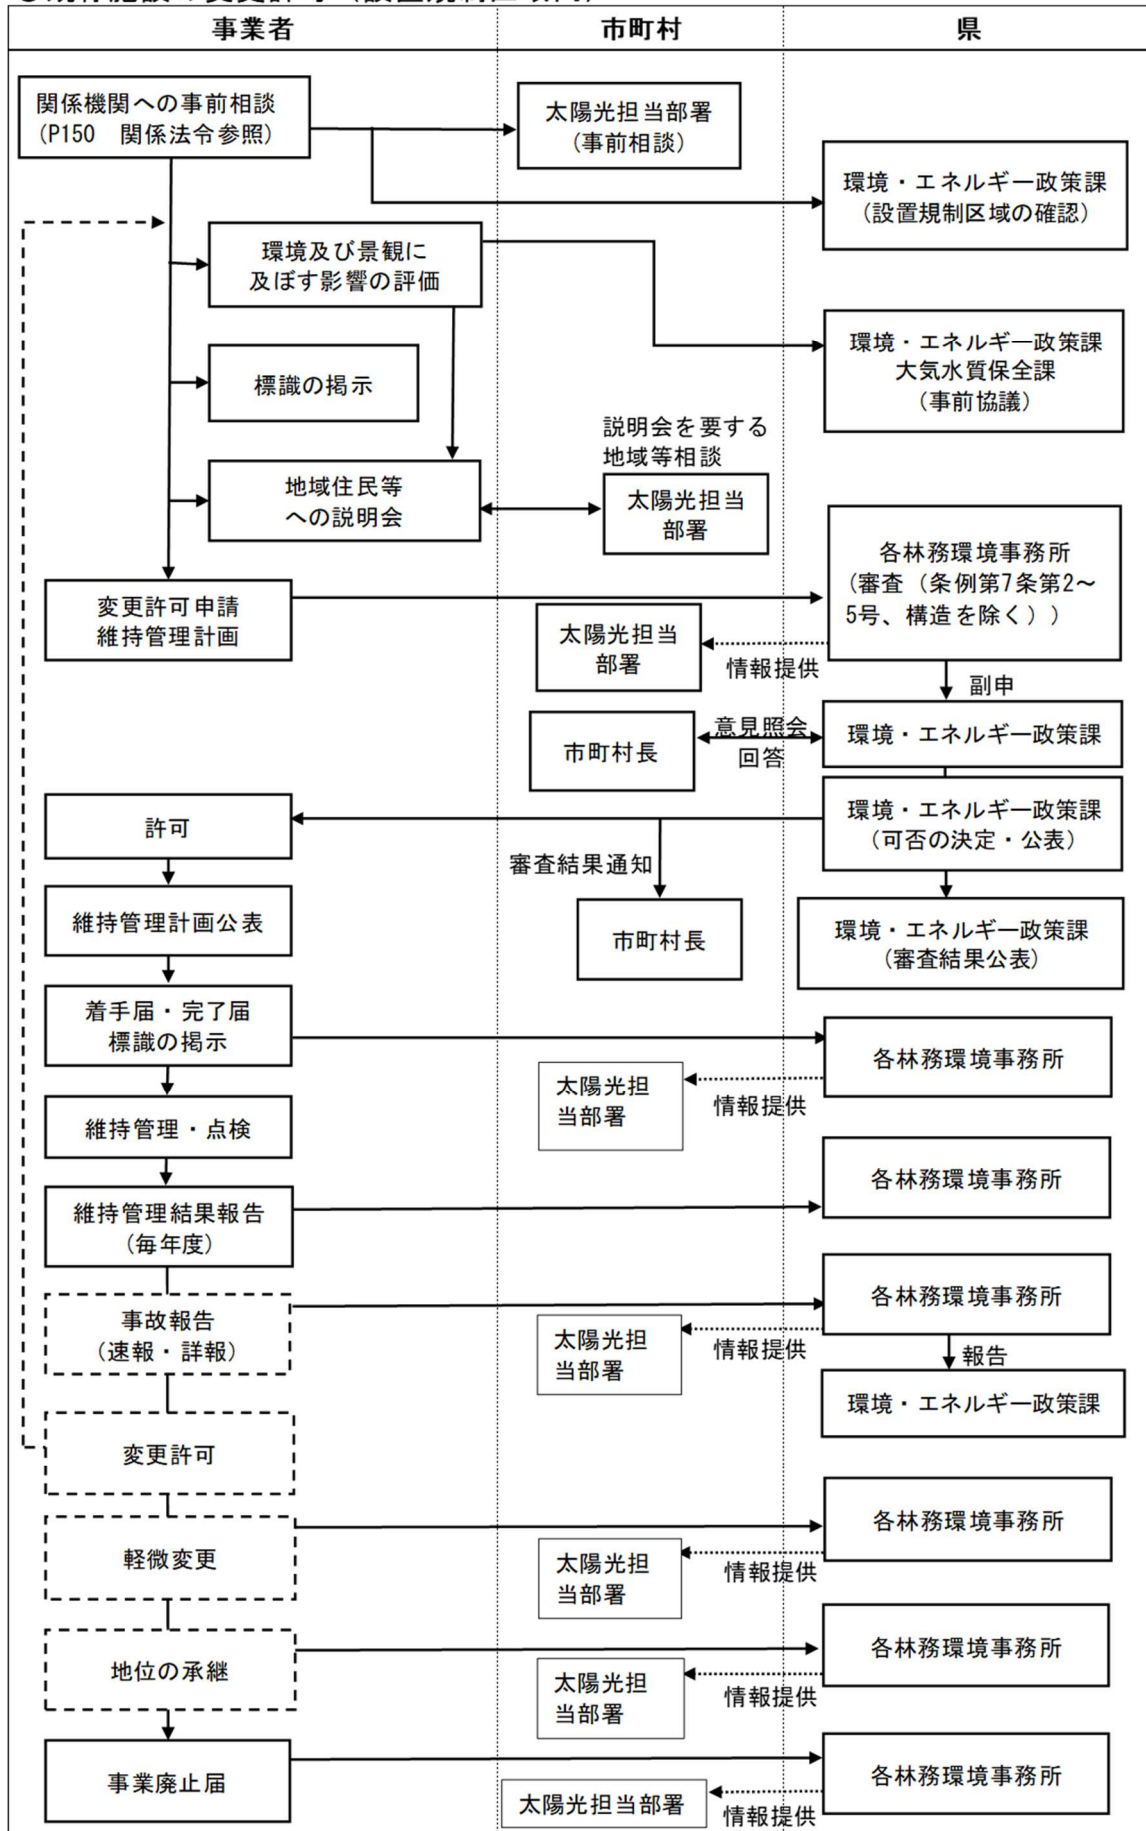 事業者
市町村
県
関係機関への事前相談
(P150　関係法令参照)
太陽光担当部署
(事前相談)
環境・エネルギー政策課
(設置規制区域の確認)
環境及び景観に
及ぼす影響の評価
環境・エネルギー政策課
大気水質保全課
(事前協議)
標識の掲示
説明会を要する
地域等相談
地域住民等
への説明会
太陽光担当
部署
各林務環境事務所
(審査(条例第7条第2～
5号、構造を除く))
変更許可申請
維持管理計画
太陽光担当
部署
情報提供
副申
市町村長
意見照会
回答
環境・エネルギー政策課
環境・エネルギー政策課
(可否の決定・公表)
許可
審査結果通知
維持管理計画公表
市町村長
環境・エネルギー政策課
(審査結果公表)
着手届・完了届
標識の掲示
各林務環境事務所
太陽光担
当部署
情報提供
維持管理・点検
各林務環境事務所
維持管理結果報告
(毎年度)
事故報告
(速報・詳報)
各林務環境事務所
太陽光担
当部署
情報提供
報告
環境・エネルギー政策課
変更許可
軽微変更
各林務環境事務所
太陽光担
当部署
情報提供
地位の承継
各林務環境事務所
太陽光担
当部署
情報提供
事業廃止届
各林務環境事務所
太陽光担当部署
情報提供